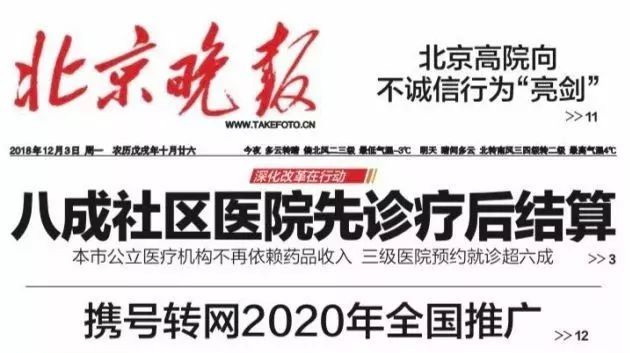 北京晚报
WWW.TAKEFOTO.CN
北京高院向
不诚信行为“亮剑”
>>11
2018年12月3日 周一 农历戊戌年十月廿六 今夜 多云转晴 偏北风二三级 最低气温-3℃ 明天 晴间多云 北转南风三四级转二级 最高气温4℃
深化改革在行动
八成社区医院先诊疗后结算
本市公立医疗机构不再依赖药品收入 三级医院预约就诊超六成 >>3
携号转网2020年全国推广 >>12